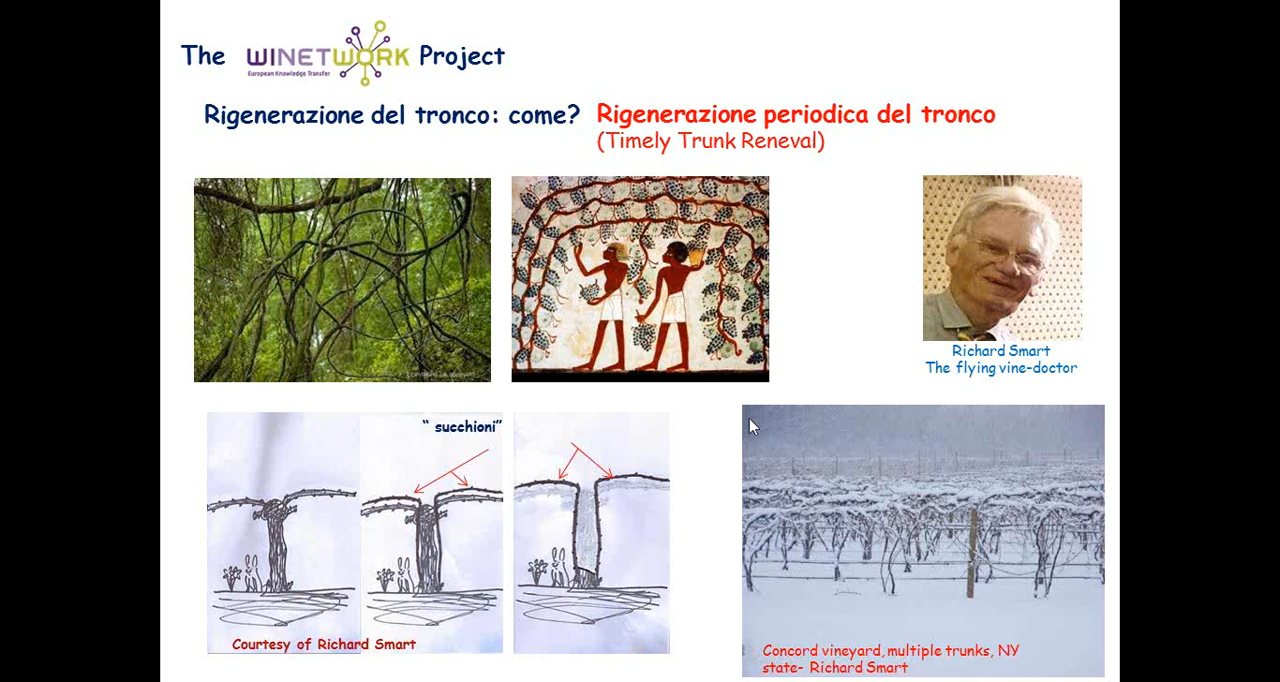 The WINETWORK Project
European Knowledge Transfer
Rigenerazione del tronco: come? Rigenerazione periodica del tronco
(Timely Trunk Reneval)
Richard Smart
The flying vine-doctor
“ succhioni”
Courtesy of Richard Smart
Concord vineyard, multiple trunks, NY
state- Richard Smart